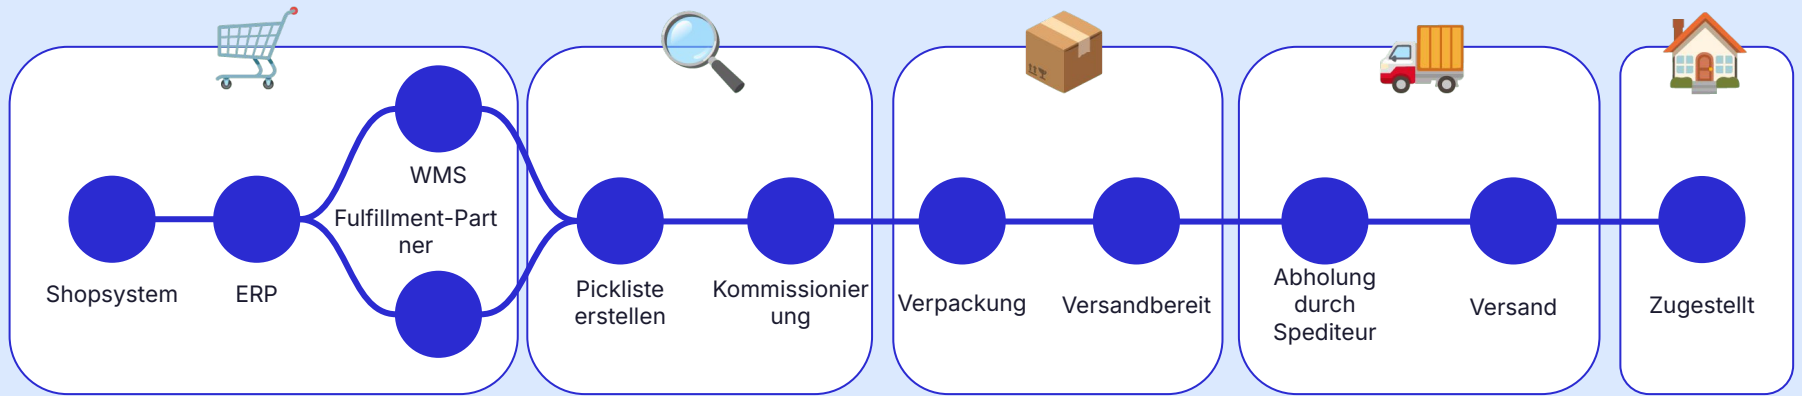 Shopsystem
ERP
WMS
Fulfillment-Part
ner
Pickliste
erstellen
Kommissionier
ung
Verpackung
Versandbereit
Abholung
durch
Spediteur
Versand
Zugestellt